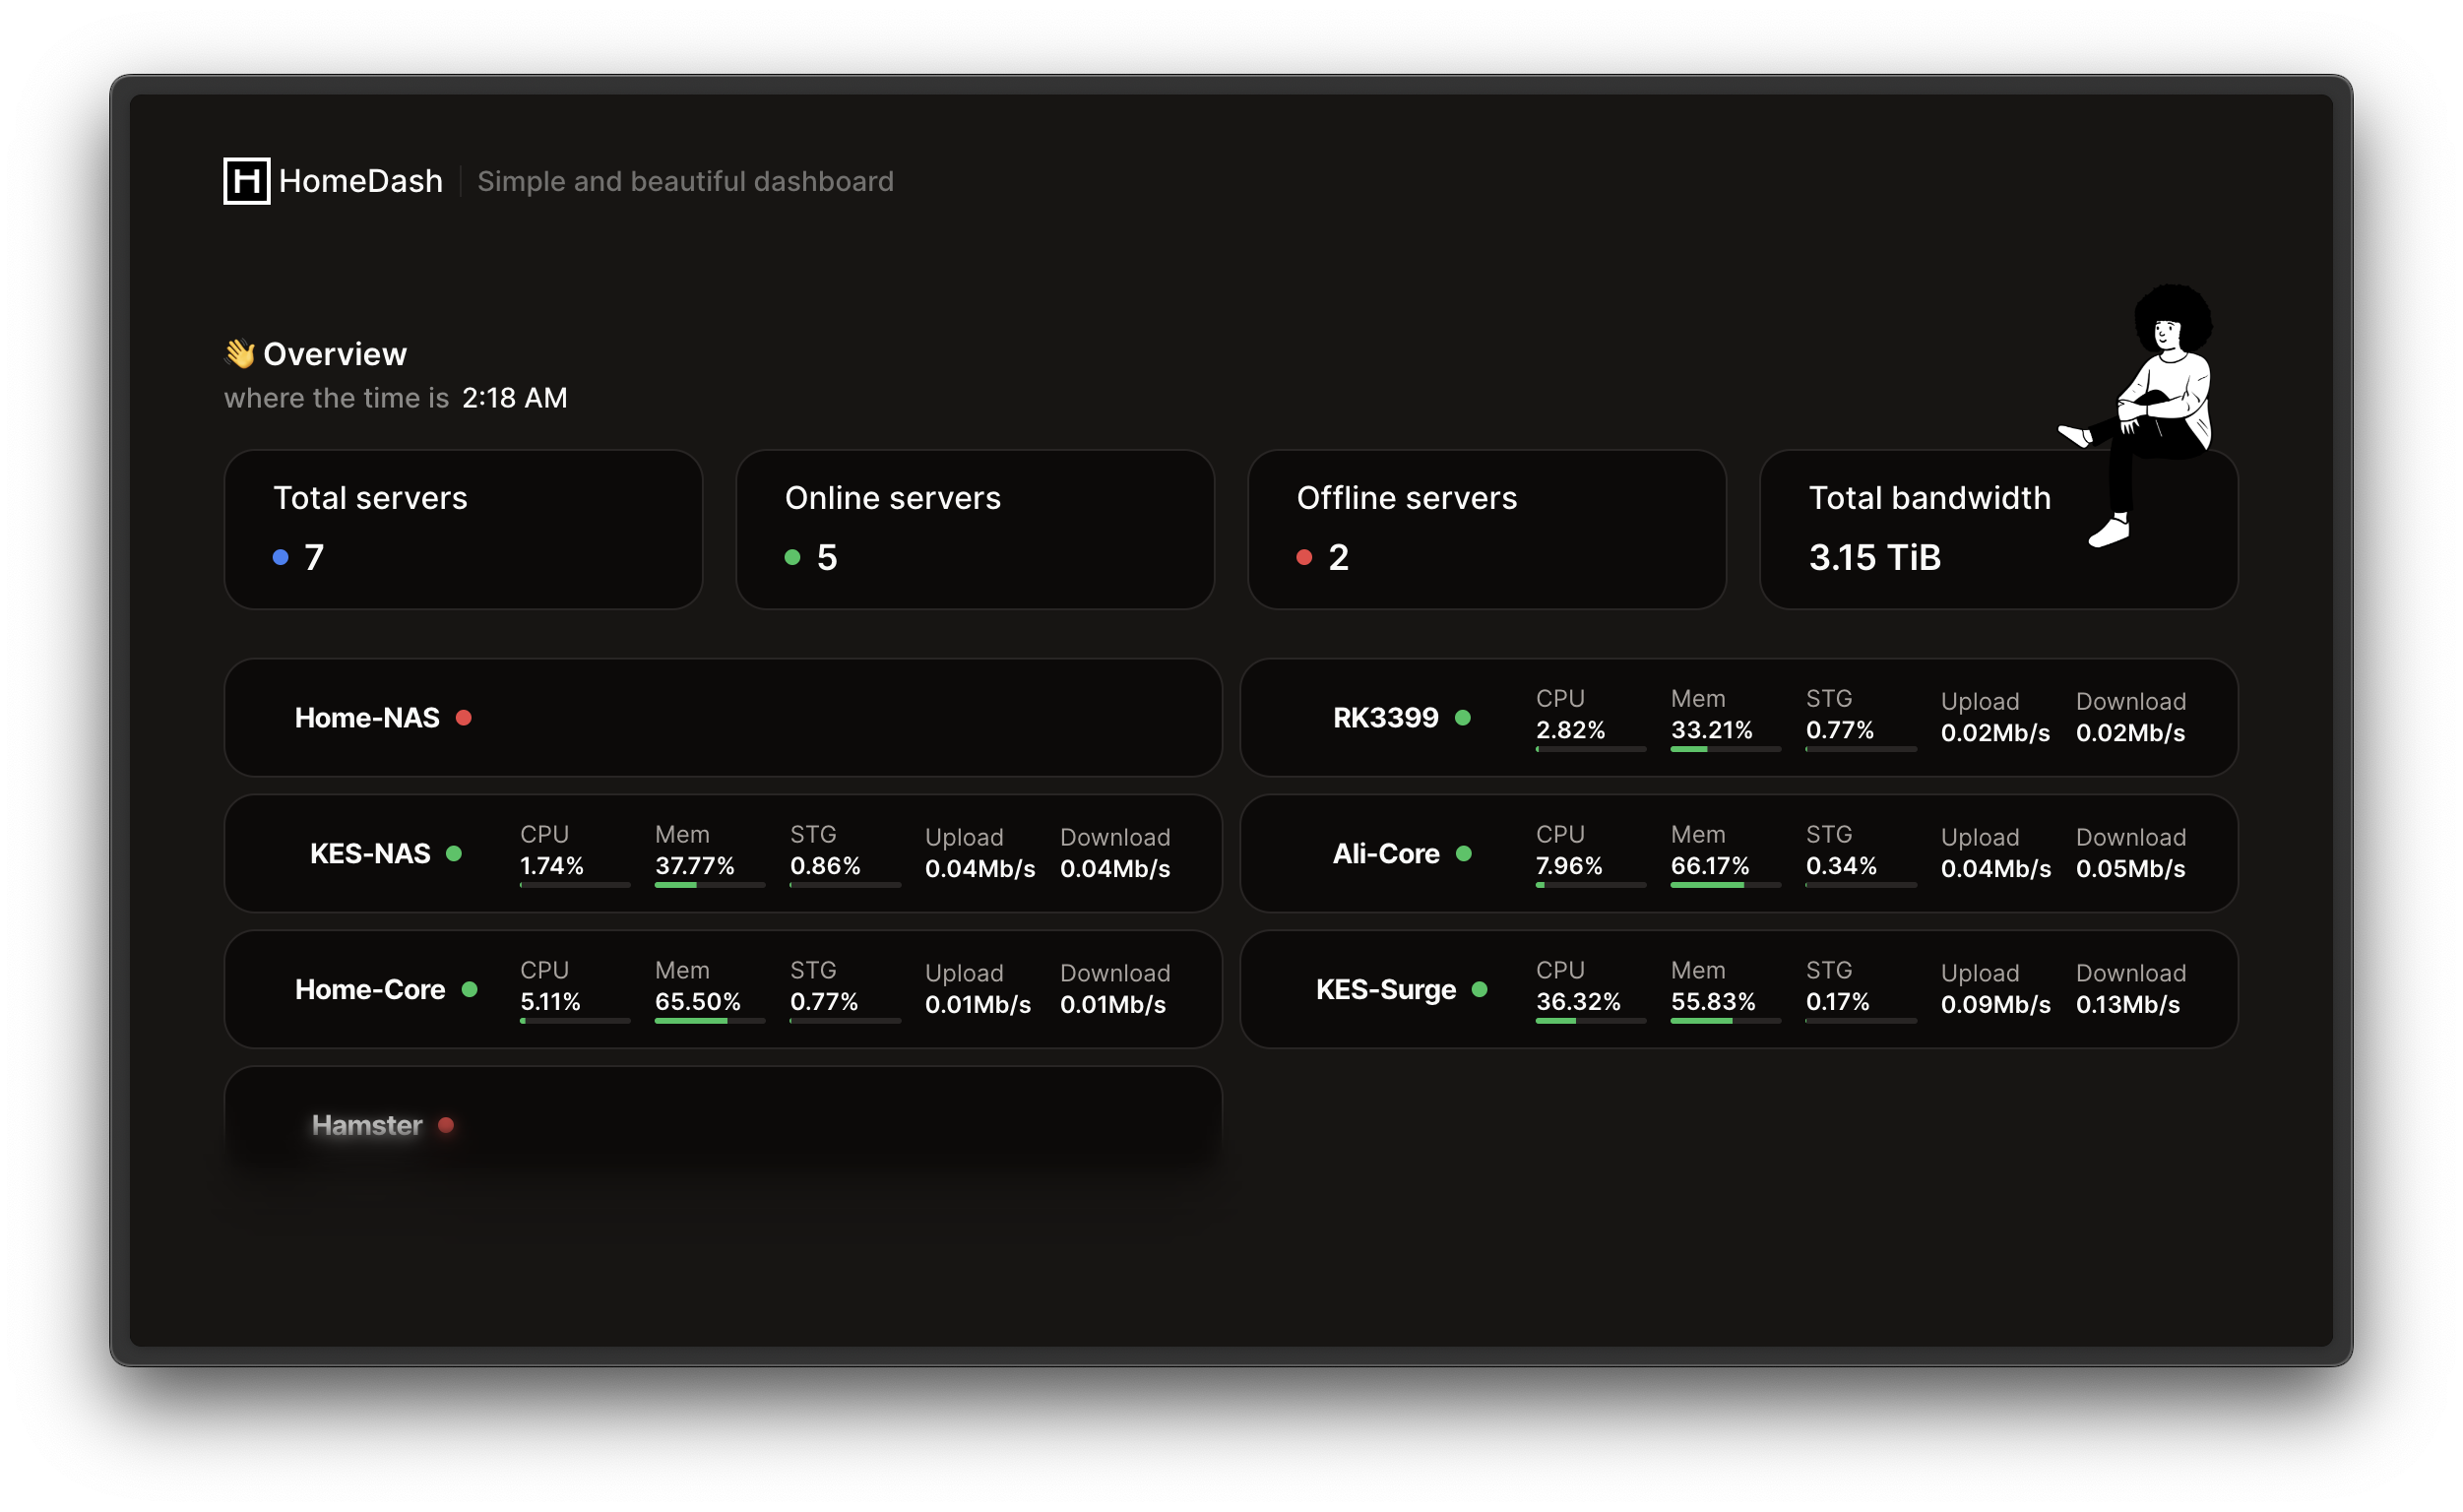 H HomeDash Simple and beautiful dashboard
👋 Overview
where the time is 2:18 AM
Total servers
7
Online servers
5
Offline servers
2
Total bandwidth
3.15 TiB
Home-NAS
RK3399
CPU Mem STG Upload Download
2.82% 33.21% 0.77% 0.02Mb/s 0.02Mb/s
KES-NAS
CPU Mem STG Upload Download
1.74% 37.77% 0.86% 0.04Mb/s 0.04Mb/s
Ali-Core
CPU Mem STG Upload Download
7.96% 66.17% 0.34% 0.04Mb/s 0.05Mb/s
Home-Core
CPU Mem STG Upload Download
5.11% 65.50% 0.77% 0.01Mb/s 0.01Mb/s
KES-Surge
CPU Mem STG Upload Download
36.32% 55.83% 0.17% 0.09Mb/s 0.13Mb/s
Hamster